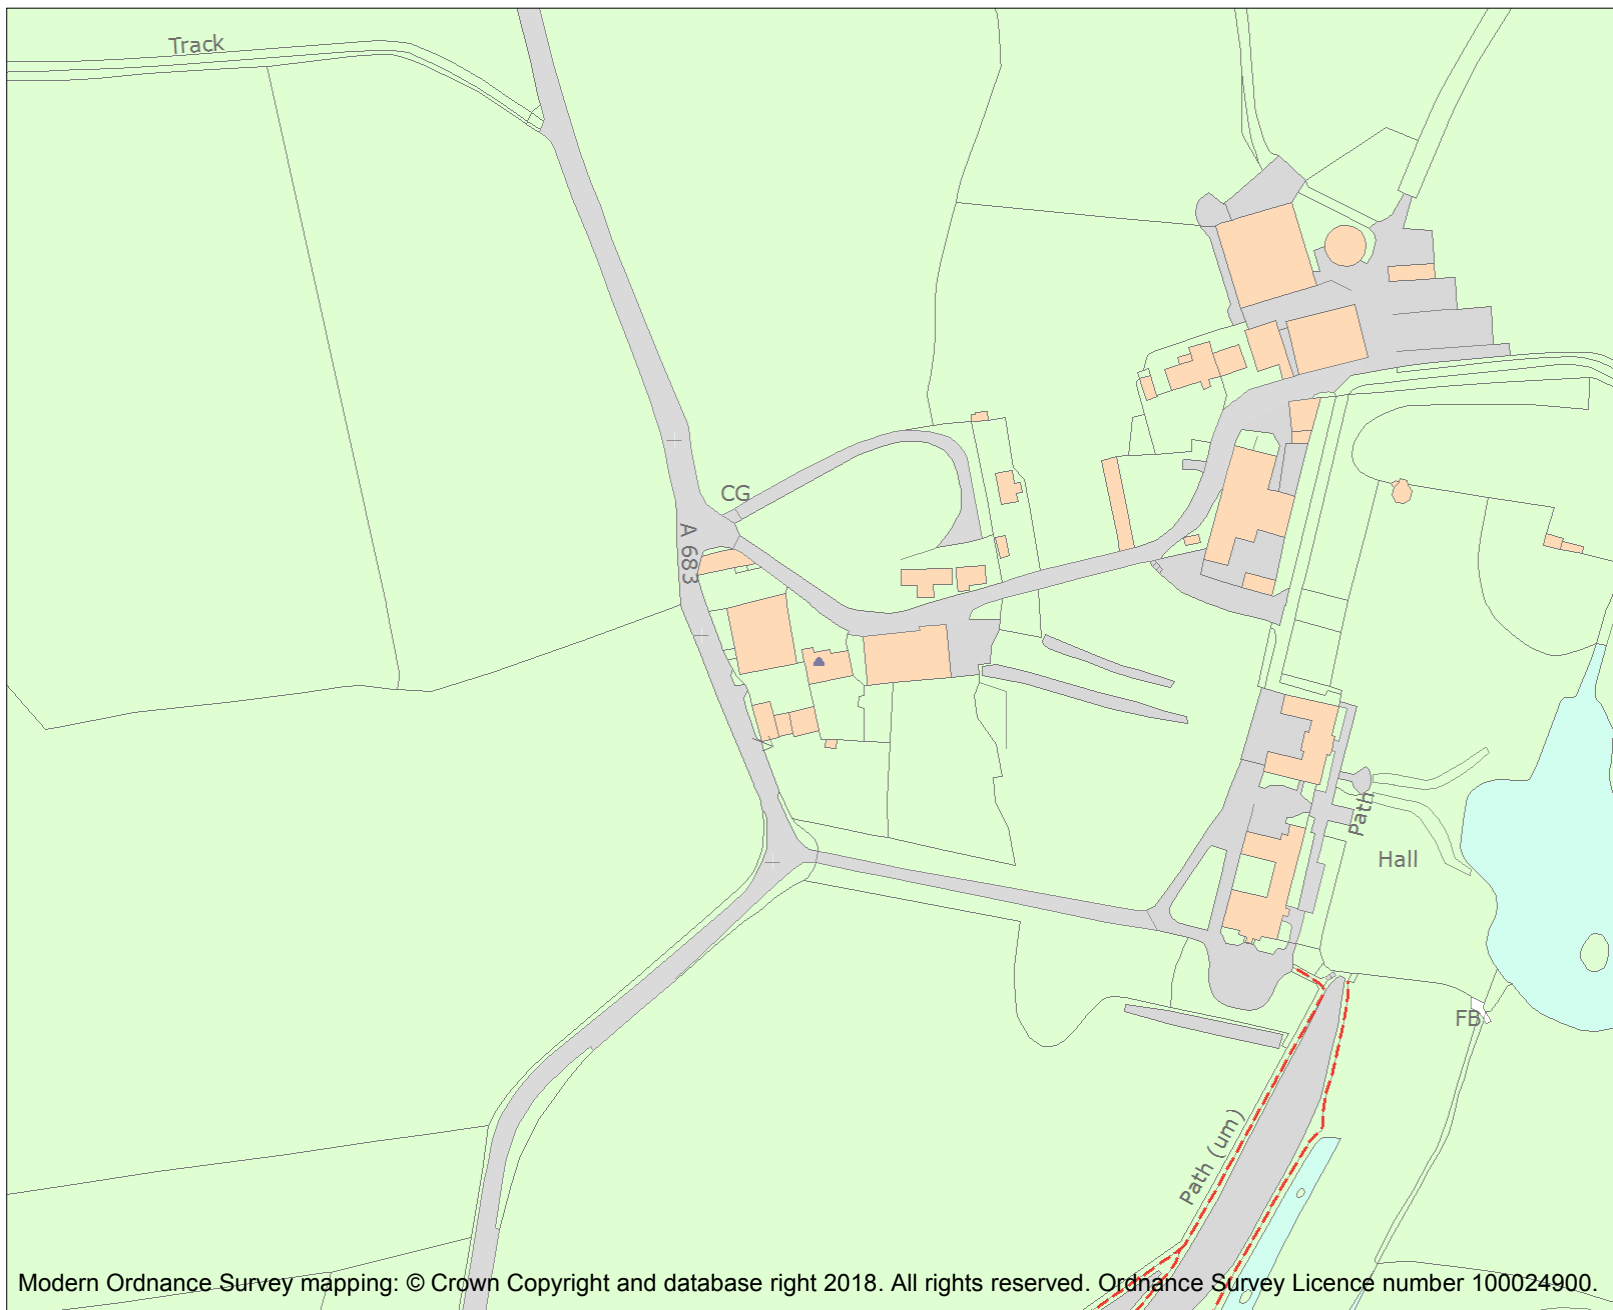 Track
CG
A 683
Path
Hall
FB
Path (um)
Modern Ordnance Survey mapping: © Crown Copyright and database right 2018. All rights reserved. Ordnance Survey Licence number 100024900.